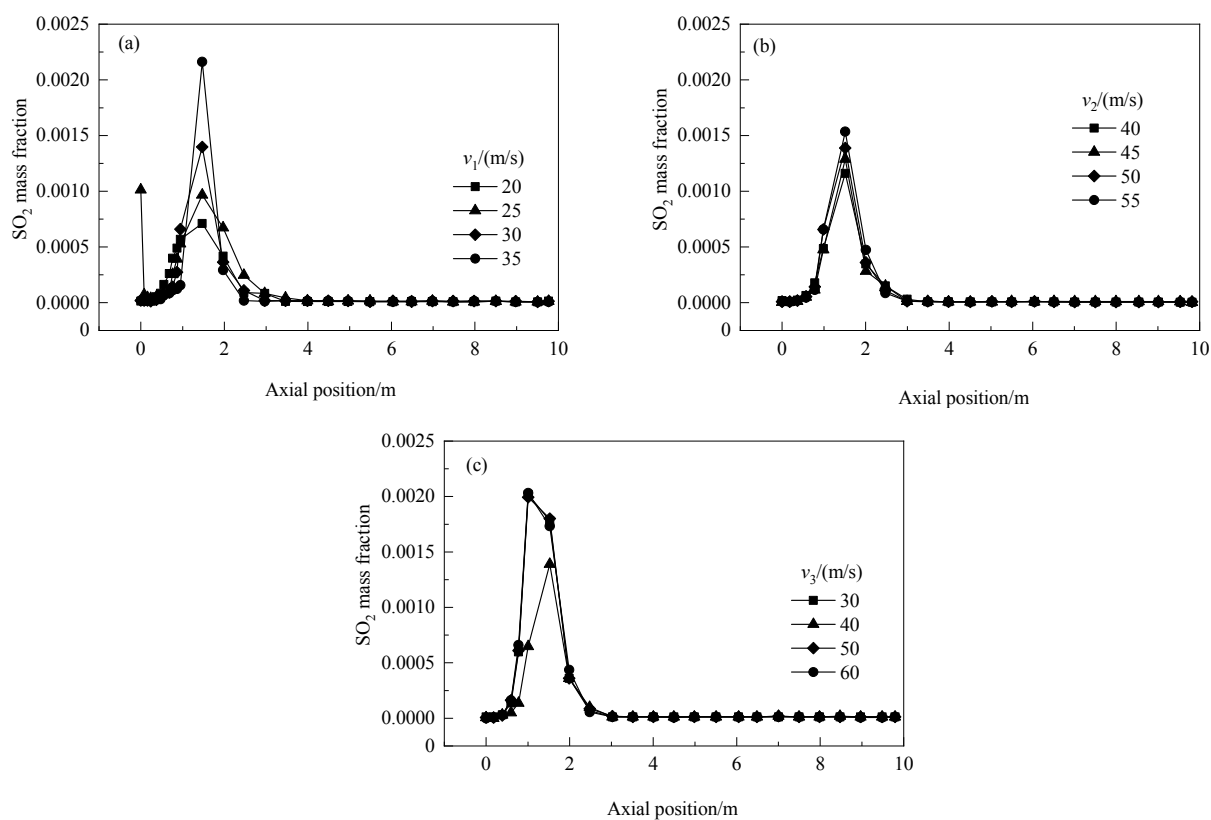 (a)
0.0025
0.0020
0.0015
0.0010
0.0005
0.0000
0
SO₂ mass fraction
v₁/(m/s)
20
25
30
35
0 2 4 6 8 10
Axial position/m
(b)
0.0025
0.0020
0.0015
0.0010
0.0005
0.0000
0
SO₂ mass fraction
v₂/(m/s)
40
45
50
55
0 2 4 6 8 10
Axial position/m
(c)
0.0025
0.0020
0.0015
0.0010
0.0005
0.0000
0
SO₂ mass fraction
v₃/(m/s)
30
40
50
60
0 2 4 6 8 10
Axial position/m